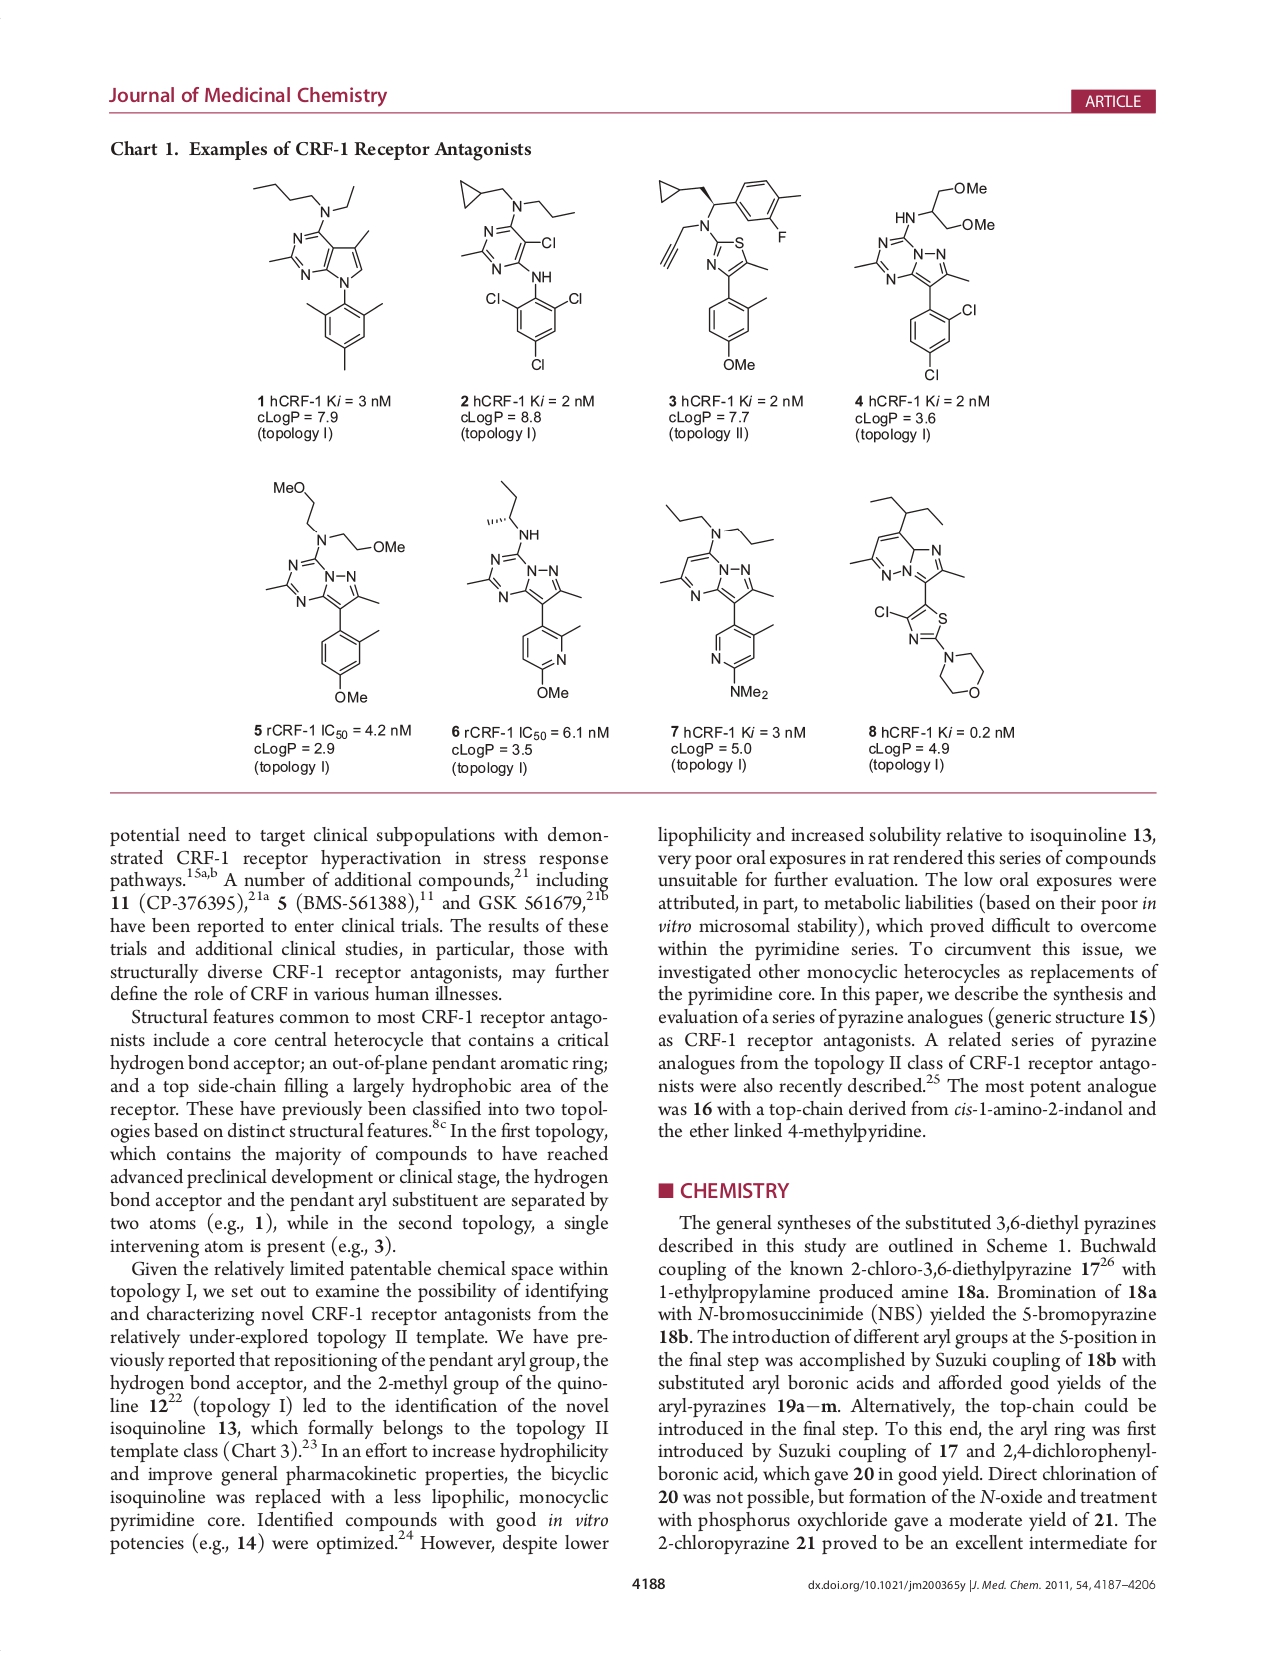 Journal of Medicinal Chemistry
ARTICLE
Chart 1. Examples of CRF-1 Receptor Antagonists
N
N
N
N
1 hCRF-1 Ki = 3 nM
cLogP = 7.9
(topology I)
N
N
N
Cl
NH
Cl
Cl
Cl
2 hCRF-1 Ki = 2 nM
cLogP = 8.8
(topology I)
N
F
S
N
OMe
3 hCRF-1 Ki = 2 nM
cLogP = 7.7
(topology II)
OMe
HN
OMe
N
N
N
N
Cl
Cl
4 hCRF-1 Ki = 2 nM
cLogP = 3.6
(topology I)
MeO
N
OMe
N
N
N
N
OMe
5 rCRF-1 IC50 = 4.2 nM
cLogP = 2.9
(topology I)
NH
N
N
N
N
N
OMe
6 rCRF-1 IC50 = 6.1 nM
cLogP = 3.5
(topology I)
N
N
N
N
N
NMe2
7 hCRF-1 Ki = 3 nM
cLogP = 5.0
(topology I)
N
N
N
Cl
S
N
N
O
8 hCRF-1 Ki = 0.2 nM
cLogP = 4.9
(topology I)
potential need to target clinical subpopulations with demon-
strated CRF-1 receptor hyperactivation in stress response
pathways.15a,b A number of additional compounds,21 including
11 (CP-376395),21a 5 (BMS-561388),11 and GSK 561679,21b
have been reported to enter clinical trials. The results of these
trials and additional clinical studies, in particular, those with
structurally diverse CRF-1 receptor antagonists, may further
define the role of CRF in various human illnesses.
Structural features common to most CRF-1 receptor antago-
nists include a core central heterocycle that contains a critical
hydrogen bond acceptor; an out-of-plane pendant aromatic ring;
and a top side-chain filling a largely hydrophobic area of the
receptor. These have previously been classified into two topol-
ogies based on distinct structural features.8c In the first topology,
which contains the majority of compounds to have reached
advanced preclinical development or clinical stage, the hydrogen
bond acceptor and the pendant aryl substituent are separated by
two atoms (e.g., 1), while in the second topology, a single
intervening atom is present (e.g., 3).
Given the relatively limited patentable chemical space within
topology I, we set out to examine the possibility of identifying
and characterizing novel CRF-1 receptor antagonists from the
relatively under-explored topology II template. We have pre-
viously reported that repositioning of the pendant aryl group, the
hydrogen bond acceptor, and the 2-methyl group of the quino-
line 1222 (topology I) led to the identification of the novel
isoquinoline 13, which formally belongs to the topology II
template class (Chart 3).23 In an effort to increase hydrophilicity
and improve general pharmacokinetic properties, the bicyclic
isoquinoline was replaced with a less lipophilic, monocyclic
pyrimidine core. Identified compounds with good in vitro
potencies (e.g., 14) were optimized.24 However, despite lower
lipophilicity and increased solubility relative to isoquinoline 13,
very poor oral exposures in rat rendered this series of compounds
unsuitable for further evaluation. The low oral exposures were
attributed, in part, to metabolic liabilities (based on their poor in
vitro microsomal stability), which proved difficult to overcome
within the pyrimidine series. To circumvent this issue, we
investigated other monocyclic heterocycles as replacements of
the pyrimidine core. In this paper, we describe the synthesis and
evaluation of a series of pyrazine analogues (generic structure 15)
as CRF-1 receptor antagonists. A related series of pyrazine
analogues from the topology II class of CRF-1 receptor antago-
nists were also recently described.25 The most potent analogue
was 16 with a top-chain derived from cis-1-amino-2-indanol and
the ether linked 4-methylpyridine.
CHEMISTRY
The general syntheses of the substituted 3,6-diethyl pyrazines
described in this study are outlined in Scheme 1. Buchwald
coupling of the known 2-chloro-3,6-diethylpyrazine 1726 with
1-ethylpropylamine produced amine 18a. Bromination of 18a
with N-bromosuccinimide (NBS) yielded the 5-bromopyrazine
18b. The introduction of different aryl groups at the 5-position in
the final step was accomplished by Suzuki coupling of 18b with
substituted aryl boronic acids and afforded good yields of the
aryl-pyrazines 19a−m. Alternatively, the top-chain could be
introduced in the final step. To this end, the aryl ring was first
introduced by Suzuki coupling of 17 and 2,4-dichlorophenyl-
boronic acid, which gave 20 in good yield. Direct chlorination of
20 was not possible, but formation of the N-oxide and treatment
with phosphorus oxychloride gave a moderate yield of 21. The
2-chloropyrazine 21 proved to be an excellent intermediate for
4188
dx.doi.org/10.1021/jm200365y |J. Med. Chem. 2011, 54, 4187–4206